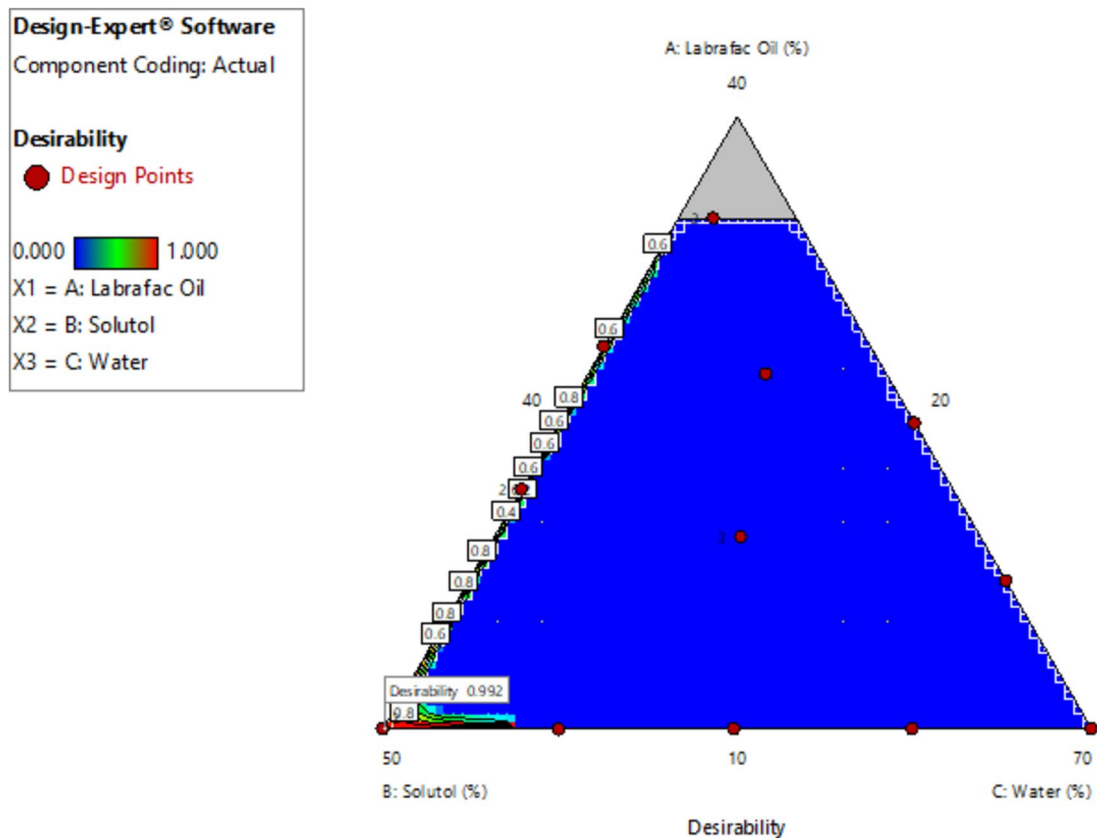 Design-Expert® Software
Component Coding: Actual
Desirability
Design Points
0.000 1.000
X1 = A: Labrafac Oil
X2 = B: Solutol
X3 = C: Water
A: Labrafac Oil (%)
40
0.6
0.6
0.8
40
20
0.6
0.6
0.6
0.4
0.8
0.8
0.8
0.6
Desirability 0.992
0.8
50
10
70
B: Solutol (%)
C: Water (%)
Desirability